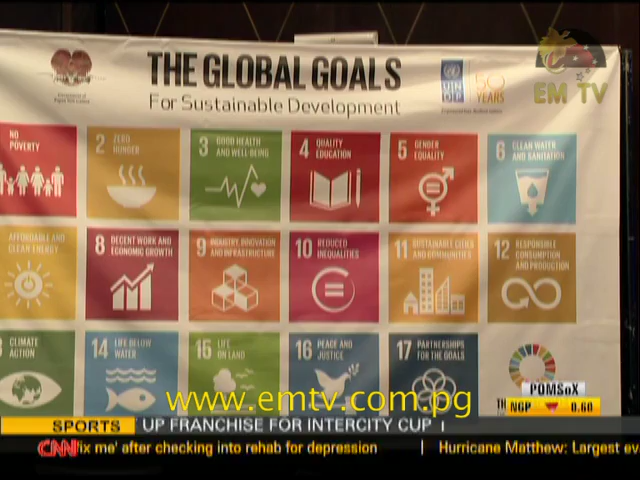 THE GLOBAL GOALS
For Sustainable Development
UN
DP
50
YEARS
EM TV
NO
POVERTY
2 ZERO
HUNGER
3 GOOD HEALTH
AND WELL-BEING
4 QUALITY
EDUCATION
5 GENDER
EQUALITY
6 CLEAN WATER
AND SANITATION
AFFORDABLE AND
CLEAN ENERGY
8 DECENT WORK AND
ECONOMIC GROWTH
9 INDUSTRY, INNOVATION
AND INFRASTRUCTURE
10 REDUCED
INEQUALITIES
11 SUSTAINABLE CITIES
AND COMMUNITIES
12 RESPONSIBLE
CONSUMPTION
AND PRODUCTION
CLIMATE
ACTION
14 LIFE BELOW
WATER
15 LIFE
ON LAND
16 PEACE AND
JUSTICE
17 PARTNERSHIPS
FOR THE GOALS
www.emtv.com.pg
POMSoX
NGP 0.60
SPORTS UP FRANCHISE FOR INTERCITY CUP
CNN ix me' after checking into rehab for depression | Hurricane Matthew: Largest ev